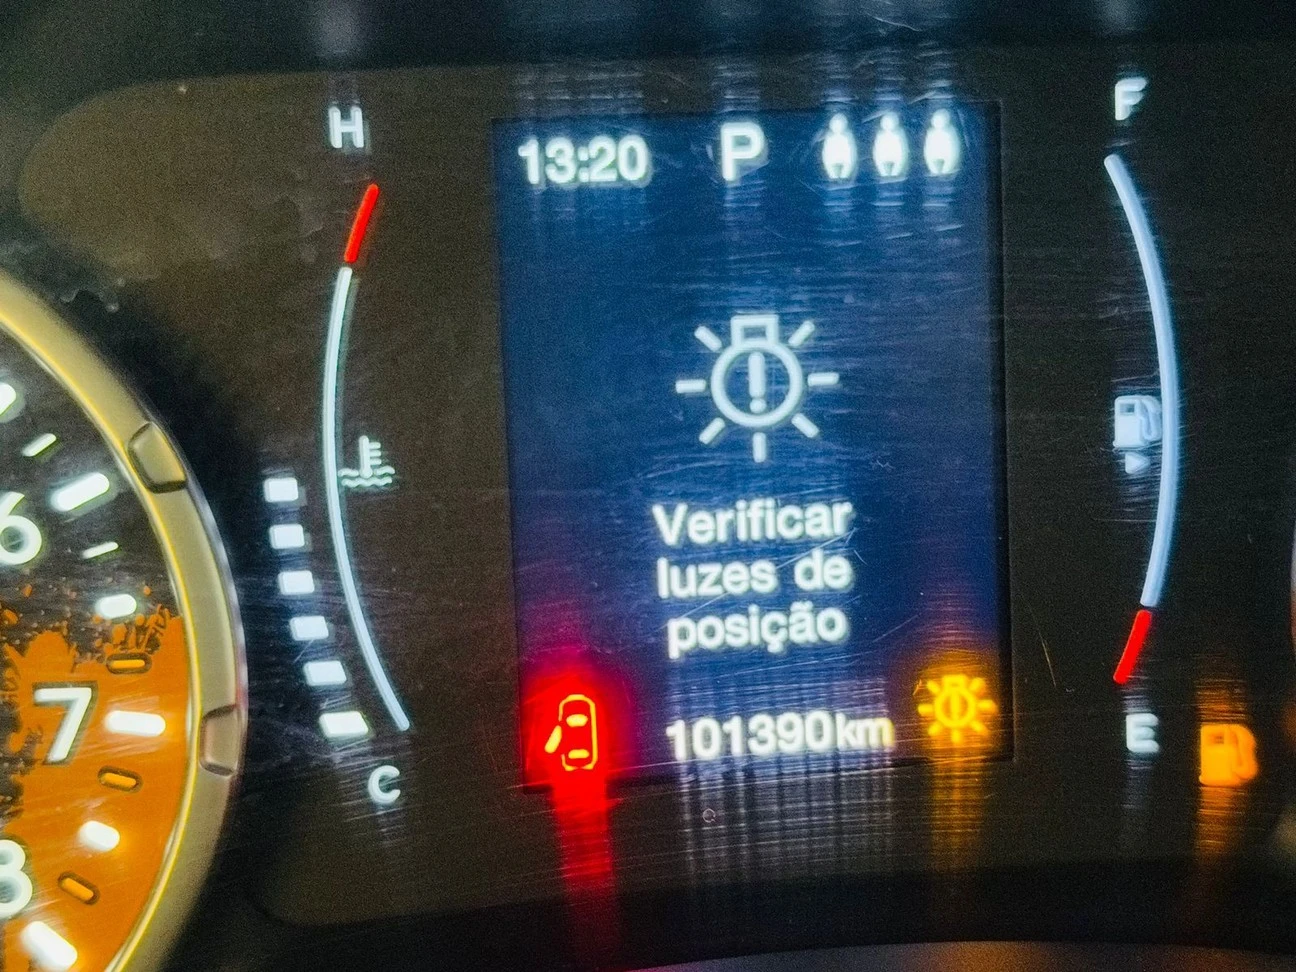 H
F
13:20 P
6
Verificar
luzes de
posição
7
101390km
E
C
8